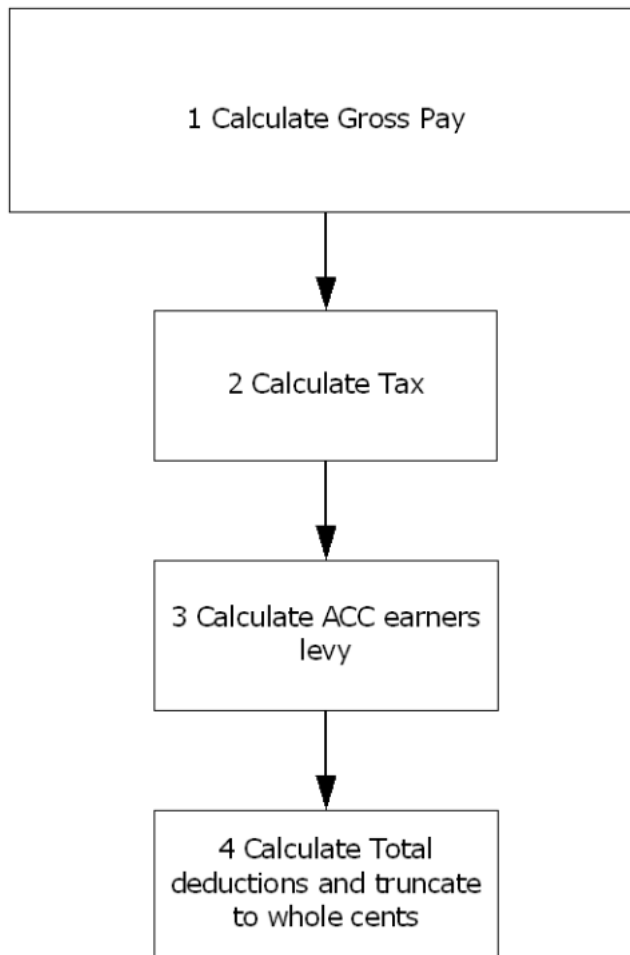 1 Calculate Gross Pay
2 Calculate Tax
3 Calculate ACC earners
levy
4 Calculate Total
deductions and truncate
to whole cents